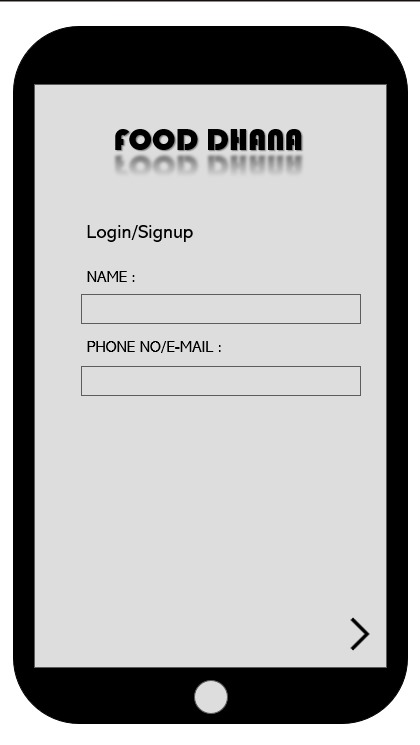 FOOD DHANA
Login/Signup
NAME :
PHONE NO/E-MAIL :